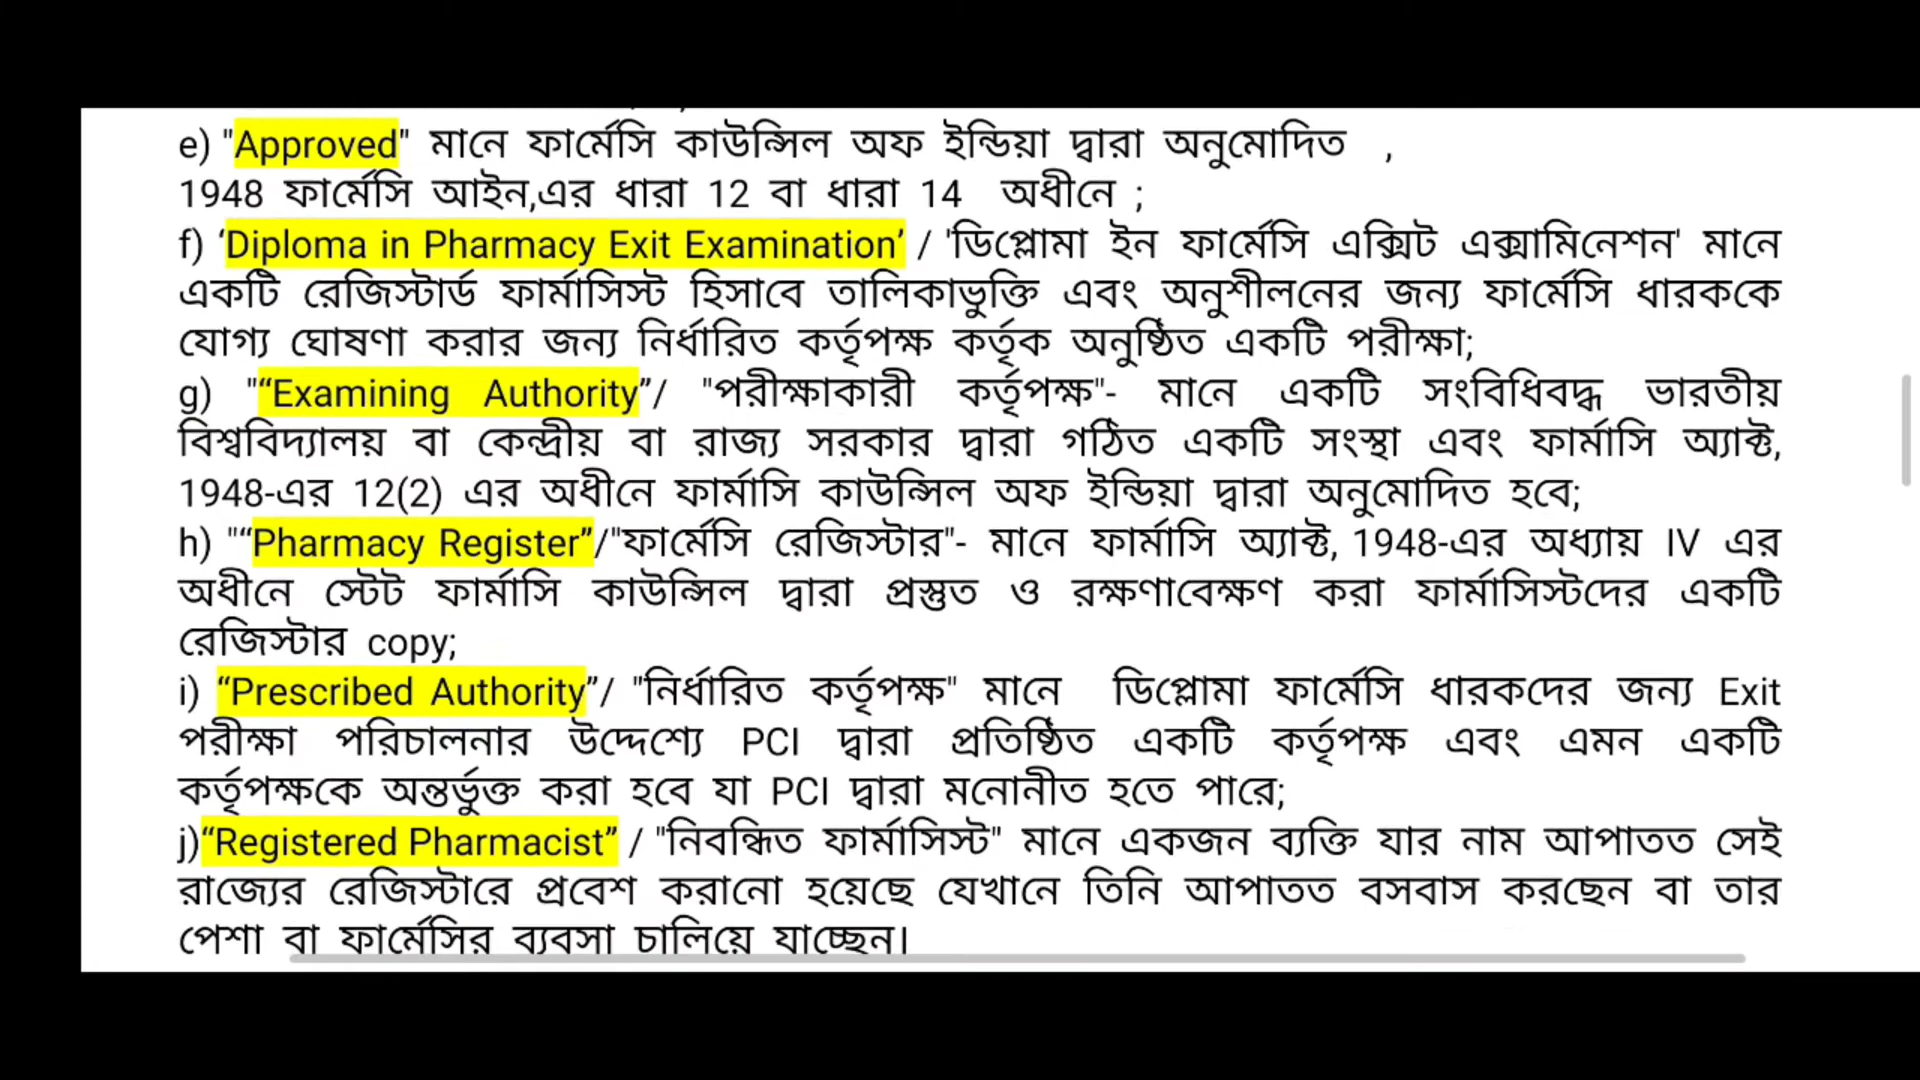 e) "Approved" মানে ফার্মেসি কাউন্সিল অফ ইন্ডিয়া দ্বারা অনুমোদিত ,
1948 ফার্মেসি আইন,এর ধারা 12 বা ধারা 14 অধীনে ;
f) ‘Diploma in Pharmacy Exit Examination’ / 'ডিপ্লোমা ইন ফার্মেসি এক্সিট এক্সামিনেশন' মানে
একটি রেজিস্টার্ড ফার্মাসিস্ট হিসাবে তালিকাভুক্তি এবং অনুশীলনের জন্য ফার্মেসি ধারককে
যোগ্য ঘোষণা করার জন্য নির্ধারিত কর্তৃপক্ষ কর্তৃক অনুষ্ঠিত একটি পরীক্ষা;
g) "“Examining Authority”/ "পরীক্ষাকারী কর্তৃপক্ষ"- মানে একটি সংবিধিবদ্ধ ভারতীয়
বিশ্ববিদ্যালয় বা কেন্দ্রীয় বা রাজ্য সরকার দ্বারা গঠিত একটি সংস্থা এবং ফার্মাসি অ্যাক্ট,
1948-এর 12(2) এর অধীনে ফার্মাসি কাউন্সিল অফ ইন্ডিয়া দ্বারা অনুমোদিত হবে;
h) "“Pharmacy Register”/"ফার্মেসি রেজিস্টার"- মানে ফার্মাসি অ্যাক্ট, 1948-এর অধ্যায় IV এর
অধীনে স্টেট ফার্মাসি কাউন্সিল দ্বারা প্রস্তুত ও রক্ষণাবেক্ষণ করা ফার্মাসিস্টদের একটি
রেজিস্টার copy;
i) “Prescribed Authority”/ "নির্ধারিত কর্তৃপক্ষ" মানে ডিপ্লোমা ফার্মেসি ধারকদের জন্য Exit
পরীক্ষা পরিচালনার উদ্দেশ্যে PCI দ্বারা প্রতিষ্ঠিত একটি কর্তৃপক্ষ এবং এমন একটি
কর্তৃপক্ষকে অন্তর্ভুক্ত করা হবে যা PCI দ্বারা মনোনীত হতে পারে;
j)“Registered Pharmacist” / "নিবন্ধিত ফার্মাসিস্ট" মানে একজন ব্যক্তি যার নাম আপাতত সেই
রাজ্যের রেজিস্টারে প্রবেশ করানো হয়েছে যেখানে তিনি আপাতত বসবাস করছেন বা তার
পেশা বা ফার্মেসির ব্যবসা চালিয়ে যাচ্ছেন।